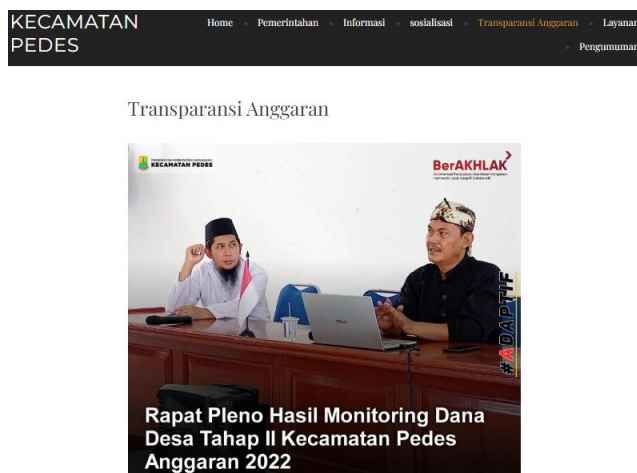 KECAMATAN
PEDES
Home
Pemerintahan
Informasi
sosialisasi
Transparansi Anggaran
Layanan
Pengumuman
Transparansi Anggaran
KECAMATAN PEDES
BerAKHLAK
#ADAPTIF
Rapat Pleno Hasil Monitoring Dana
Desa Tahap II Kecamatan Pedes
Anggaran 2022